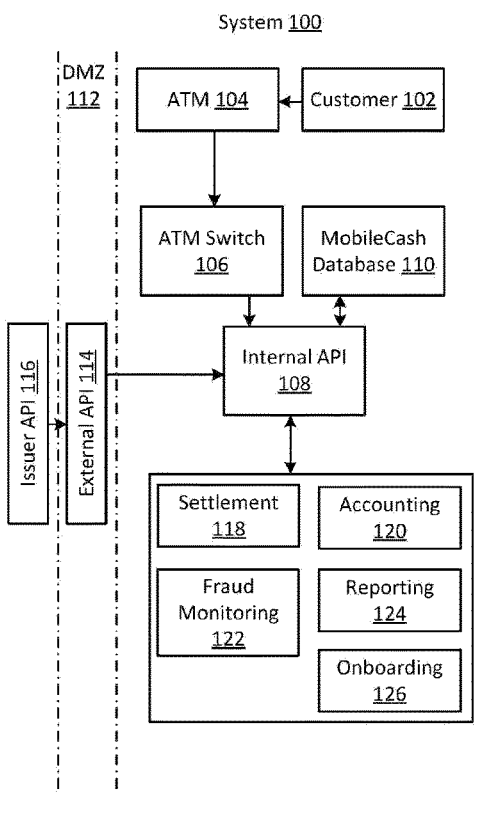 System 100
DMZ
112
ATM 104
Customer 102
ATM Switch
106
MobileCash
Database 110
Issuer API 116
External API 114
Internal API
108
Settlement
118
Accounting
120
Fraud
Monitoring
122
Reporting
124
Onboarding
126